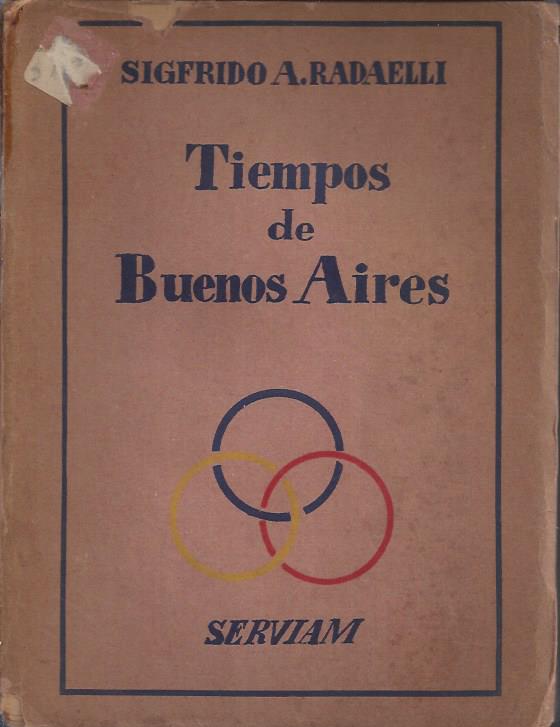 SIGFRIDO A. RADAELLI
Tiempos
de
Buenos Aires
SERVIAM